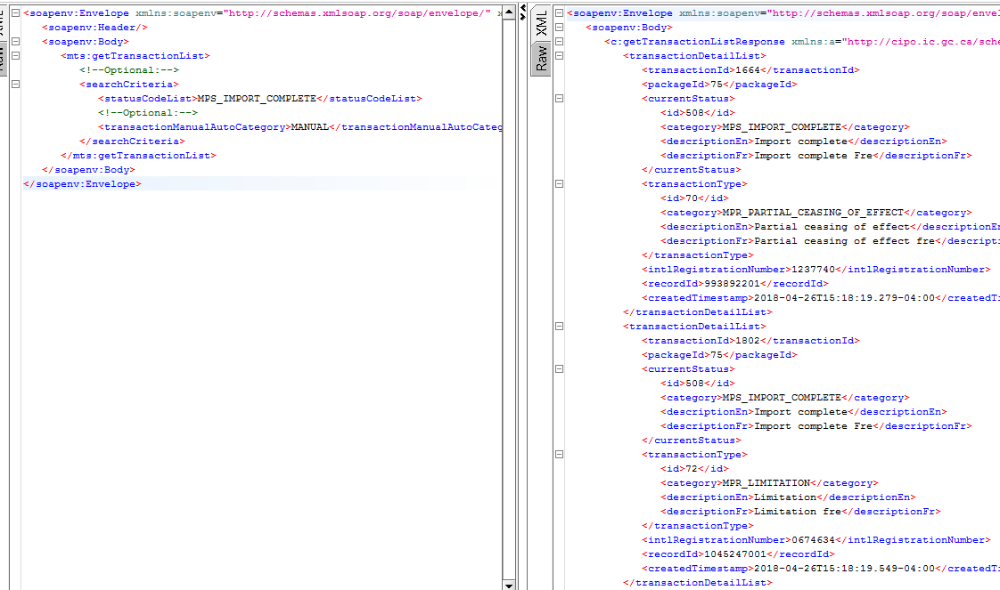 XML
Raw
<soapenv:Envelope xmlns:soapenv="http://schemas.xmlsoap.org/soap/envelope/"
<soapenv:Header/>
<soapenv:Body>
<mts:getTransactionList>
<!--Optional:-->
<searchCriteria>
<statusCodeList>MPS_IMPORT_COMPLETE</statusCodeList>
<!--Optional:-->
<transactionManualAutoCategory>MANUAL</transactionManualAutoCateg
</searchCriteria>
</mts:getTransactionList>
</soapenv:Body>
</soapenv:Envelope>
XML
Raw
<soapenv:Envelope xmlns:soapenv="http://schemas.xmlsoap.org/soap/envel
<soapenv:Body>
<c:getTransactionListResponse xmlns:a="http://cipo.ic.gc.ca/sche
<transactionDetailList>
<transactionId>1664</transactionId>
<packageId>75</packageId>
<currentStatus>
<id>508</id>
<category>MPS_IMPORT_COMPLETE</category>
<descriptionEn>Import complete</descriptionEn>
<descriptionFr>Import complete Fre</descriptionFr>
</currentStatus>
<transactionType>
<id>70</id>
<category>MPR_PARTIAL_CEASING_OF_EFFECT</category>
<descriptionEn>Partial ceasing of effect</descriptionEn
<descriptionFr>Partial ceasing of effect fre</descripti
</transactionType>
<intlRegistrationNumber>1237740</intlRegistrationNumber>
<recordId>993892201</recordId>
<createdTimestamp>2018-04-26T15:18:19.279-04:00</createdTi
</transactionDetailList>
<transactionDetailList>
<transactionId>1802</transactionId>
<packageId>75</packageId>
<currentStatus>
<id>508</id>
<category>MPS_IMPORT_COMPLETE</category>
<descriptionEn>Import complete</descriptionEn>
<descriptionFr>Import complete Fre</descriptionFr>
</currentStatus>
<transactionType>
<id>72</id>
<category>MPR_LIMITATION</category>
<descriptionEn>Limitation</descriptionEn>
<descriptionFr>Limitation fre</descriptionFr>
</transactionType>
<intlRegistrationNumber>0674634</intlRegistrationNumber>
<recordId>1045247001</recordId>
<createdTimestamp>2018-04-26T15:18:19.549-04:00</createdTi
</transactionDetailList>